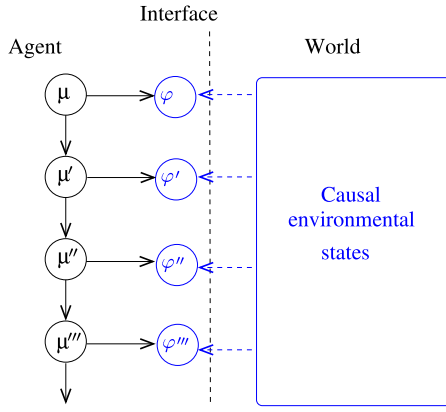 Interface
Agent
World
μ
φ
μ′
φ′
μ″
φ″
μ‴
φ‴
Causal
environmental
states